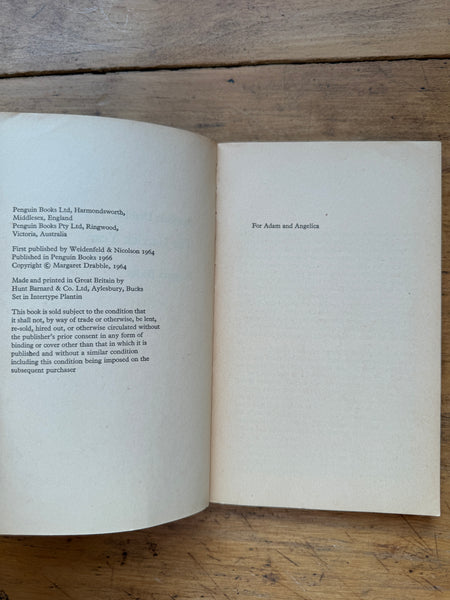 Penguin Books Ltd, Harmondsworth,
Middlesex, England
Penguin Books Pty Ltd, Ringwood,
Victoria, Australia
First published by Weidenfeld & Nicolson 1964
Published in Penguin Books 1966
Copyright © Margaret Drabble, 1964
Made and printed in Great Britain by
Hunt Barnard & Co. Ltd, Aylesbury, Bucks
Set in Intertype Plantin
This book is sold subject to the condition that
it shall not, by way of trade or otherwise, be lent,
re-sold, hired out, or otherwise circulated without
the publisher's prior consent in any form of
binding or cover other than that in which it is
published and without a similar condition
including this condition being imposed on the
subsequent purchaser
For Adam and Angelica